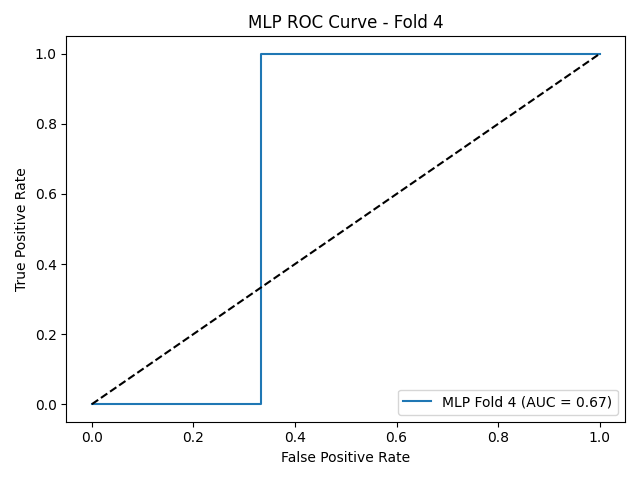 MLP ROC Curve - Fold 4
True Positive Rate
1.0
0.8
0.6
0.4
0.2
0.0
0.0 0.2 0.4 0.6 0.8 1.0
False Positive Rate
MLP Fold 4 (AUC = 0.67)